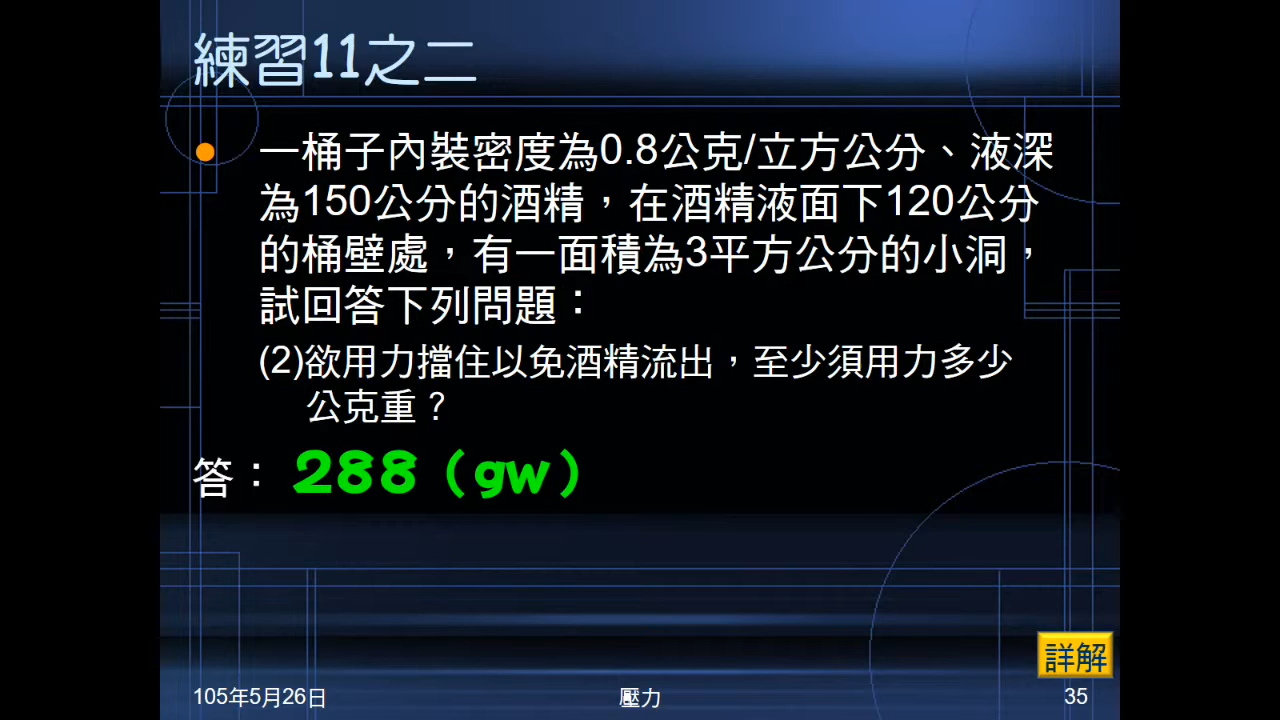 練習11之二
一桶子內裝密度為0.8公克/立方公分、液深
為150公分的酒精，在酒精液面下120公分
的桶壁處，有一面積為3平方公分的小洞，
試回答下列問題：
(2)欲用力擋住以免酒精流出，至少須用力多少
公克重？
答： 288（gw）
詳解
105年5月26日
壓力
35